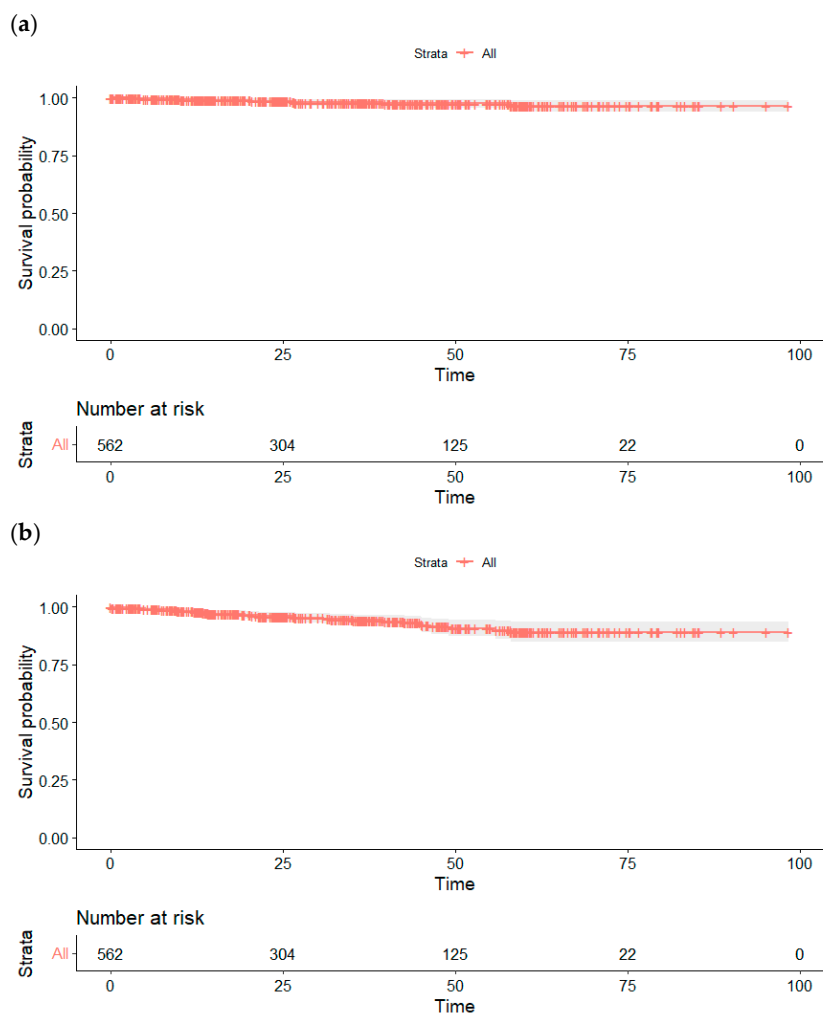 (a)
Strata All
1.00
0.75
0.50
0.25
0.00
Survival probability
0 25 50 75 100
Time
Number at risk
Strata
All 562 304 125 22 0
0 25 50 75 100
Time
(b)
Strata All
1.00
0.75
0.50
0.25
0.00
Survival probability
0 25 50 75 100
Time
Number at risk
Strata
All 562 304 125 22 0
0 25 50 75 100
Time